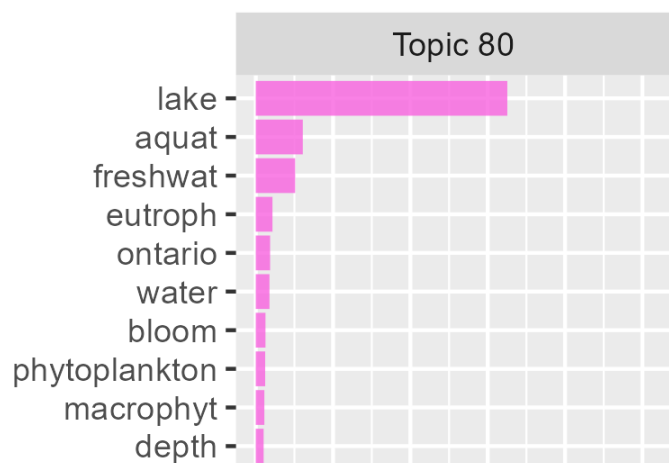 Topic 80
lake
aquat
freshwat
eutroph
ontario
water
bloom
phytoplankton
macrophyt
depth